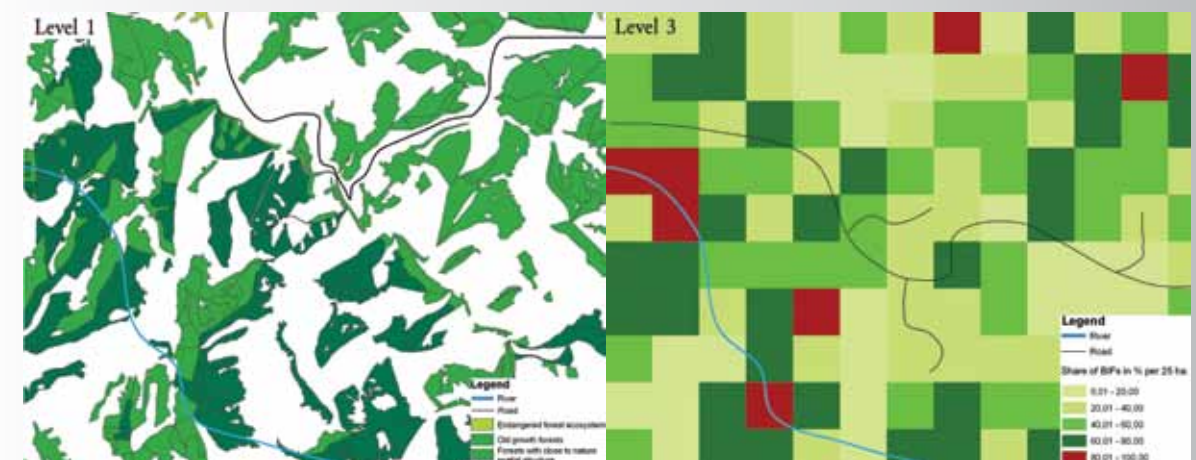 Level 1
Legend
River
Road
Endangered forest ecosystem
Old growth forests
Forests with close to nature
Level 3
Legend
River
Road
Share of BIFs in % per 25 ha
0,01 - 20,00
20,01 - 40,00
40,01 - 60,00
60,01 - 80,00
80,01 - 100,00